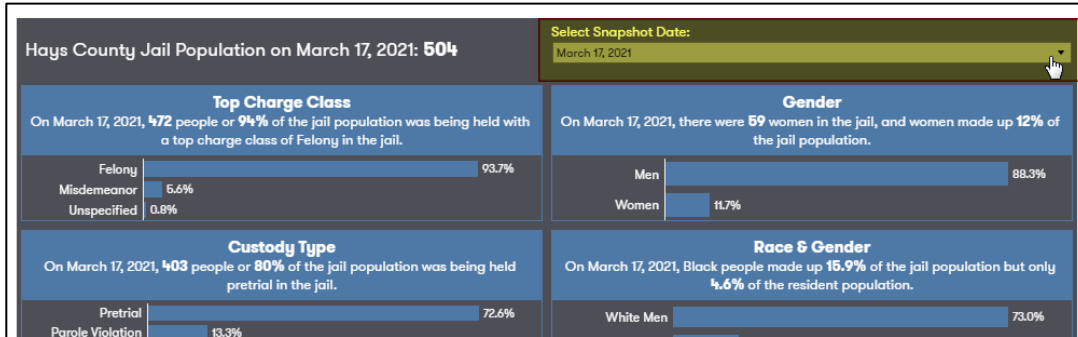 Hays County Jail Population on March 17, 2021: 504
Select Snapshot Date:
March 17, 2021
Top Charge Class
On March 17, 2021, 472 people or 94% of the jail population was being held with
a top charge class of Felony in the jail.
Felony 93.7%
Misdemeanor 5.6%
Unspecified 0.8%
Gender
On March 17, 2021, there were 59 women in the jail, and women made up 12% of
the jail population.
Men 88.3%
Women 11.7%
Custody Type
On March 17, 2021, 403 people or 80% of the jail population was being held
pretrial in the jail.
Pretrial 72.6%
Parole Violation 13.3%
Race & Gender
On March 17, 2021, Black people made up 15.9% of the jail population but only
4.6% of the resident population.
White Men 73.0%